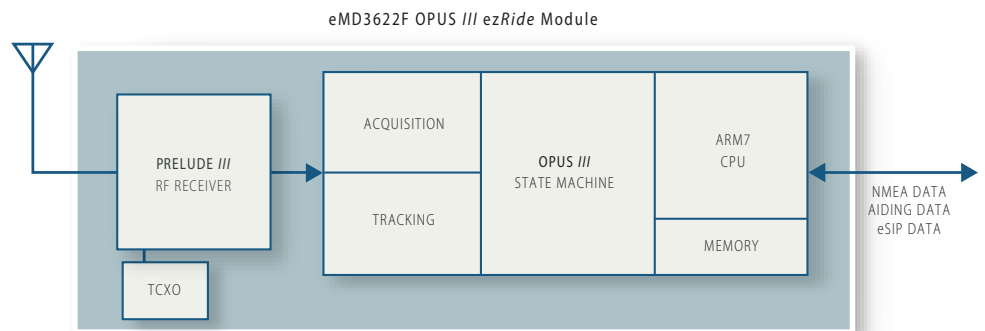 eMD3622F OPUS III ezRide Module
PRELUDE III
RF RECEIVER
TCXO
ACQUISITION
TRACKING
OPUS III
STATE MACHINE
ARM7
CPU
MEMORY
NMEA DATA
AIDING DATA
eSIP DATA